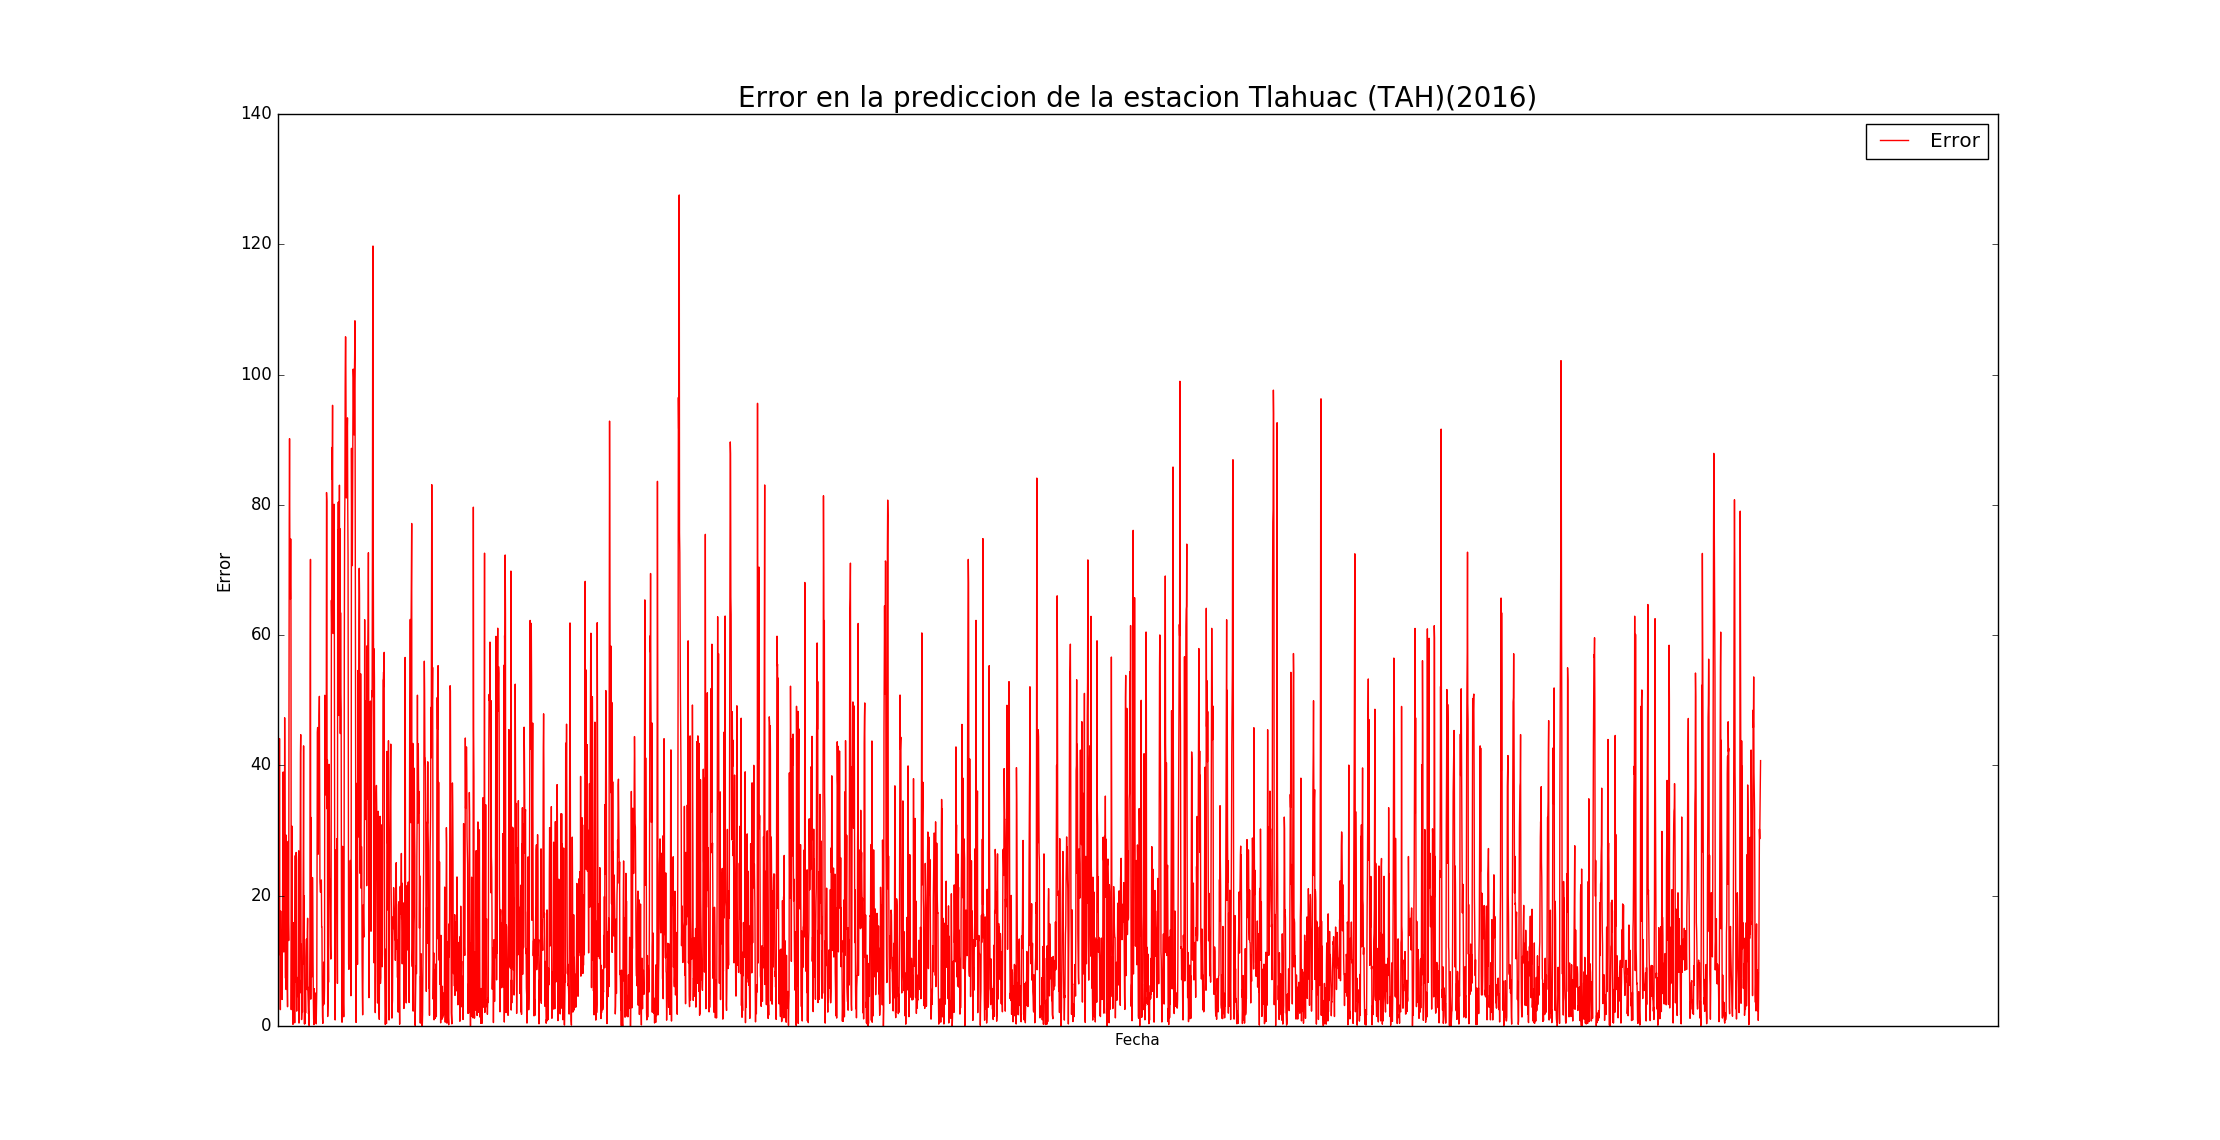 Error en la prediccion de la estacion Tlahuac (TAH)(2016)
140
120
100
80
60
40
20
0
Error
Error
Fecha